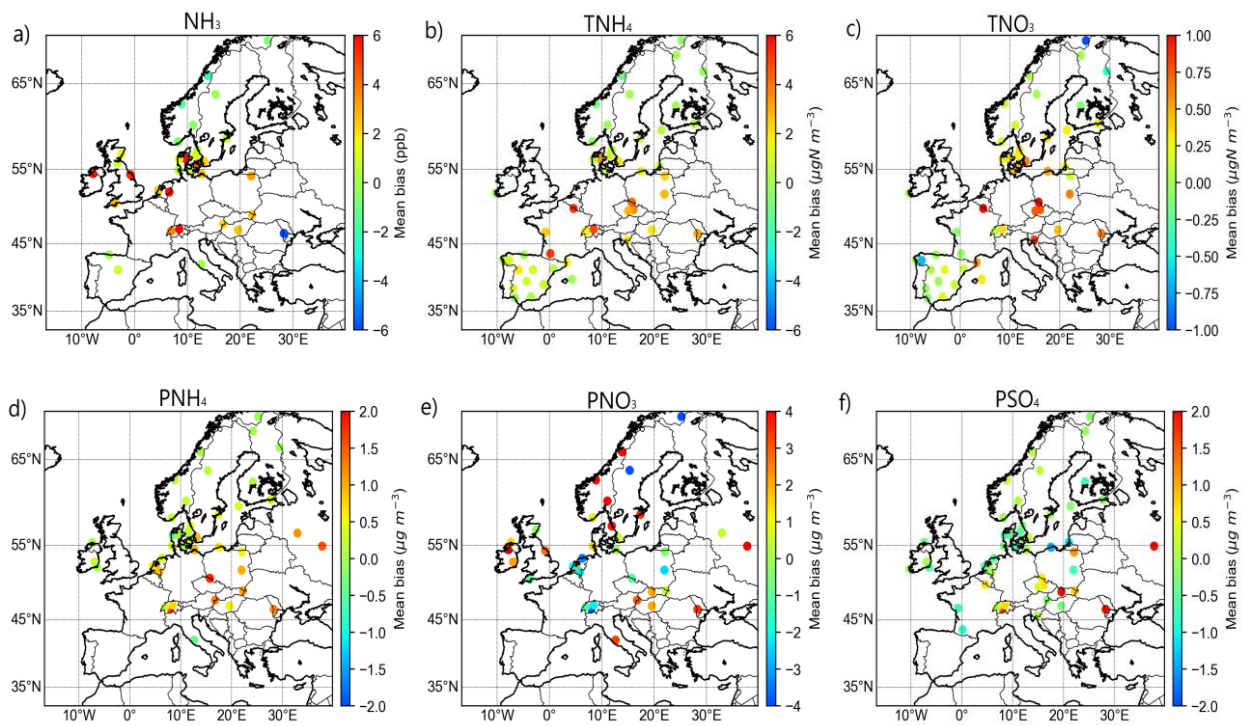 NH₃
a)
65°N
55°N
45°N
35°N
10°W 0° 10°E 20°E 30°E
6
4
2
0
−2
−4
−6
Mean bias (ppb)
TNH₄
b)
65°N
55°N
45°N
35°N
10°W 0° 10°E 20°E 30°E
6
4
2
0
−2
−4
−6
Mean bias (μgN m⁻³)
TNO₃
c)
65°N
55°N
45°N
35°N
10°W 0° 10°E 20°E 30°E
1.00
0.75
0.50
0.25
0.00
−0.25
−0.50
−0.75
−1.00
Mean bias (μgN m⁻³)
PNH₄
d)
65°N
55°N
45°N
35°N
10°W 0° 10°E 20°E 30°E
2.0
1.5
1.0
0.5
0.0
−0.5
−1.0
−1.5
−2.0
Mean bias (μg m⁻³)
PNO₃
e)
65°N
55°N
45°N
35°N
10°W 0° 10°E 20°E 30°E
4
3
2
1
0
−1
−2
−3
−4
Mean bias (μg m⁻³)
PSO₄
f)
65°N
55°N
45°N
35°N
10°W 0° 10°E 20°E 30°E
2.0
1.5
1.0
0.5
0.0
−0.5
−1.0
−1.5
−2.0
Mean bias (μg m⁻³)